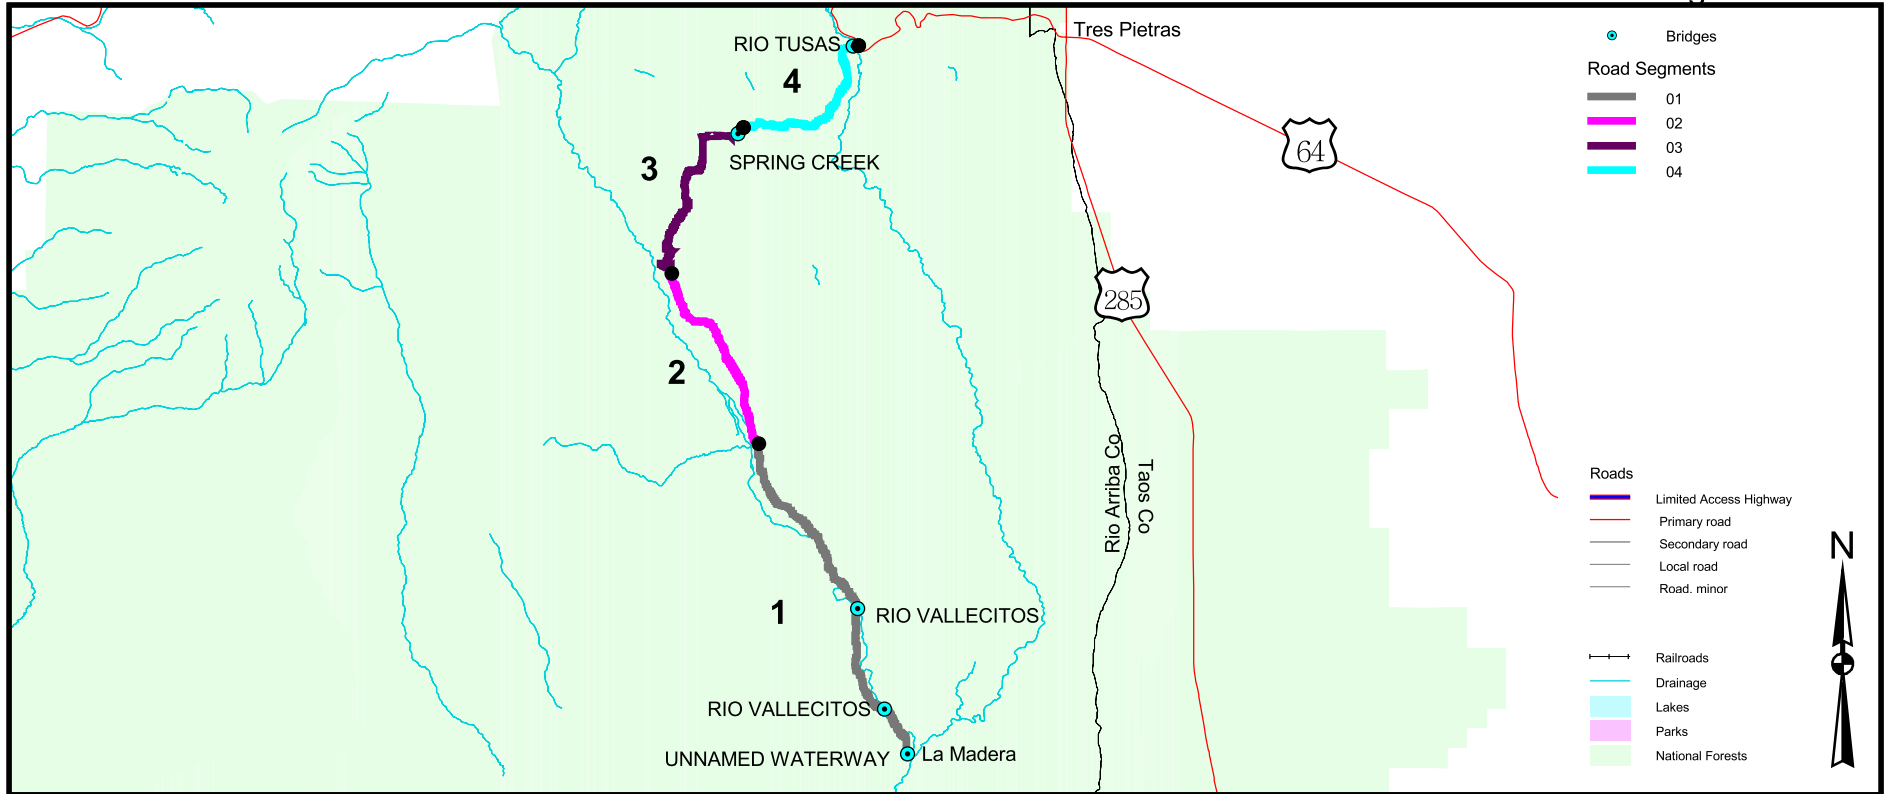 Tres Pietras
RIO TUSAS
4
3
SPRING CREEK
64
285
2
Rio Arriba Co
Taos Co
1
RIO VALLECITOS
RIO VALLECITOS
UNNAMED WATERWAY
La Madera
Bridges
Road Segments
01
02
03
04
Roads
Limited Access Highway
Primary road
Secondary road
Local road
Road. minor
Railroads
Drainage
Lakes
Parks
National Forests
N